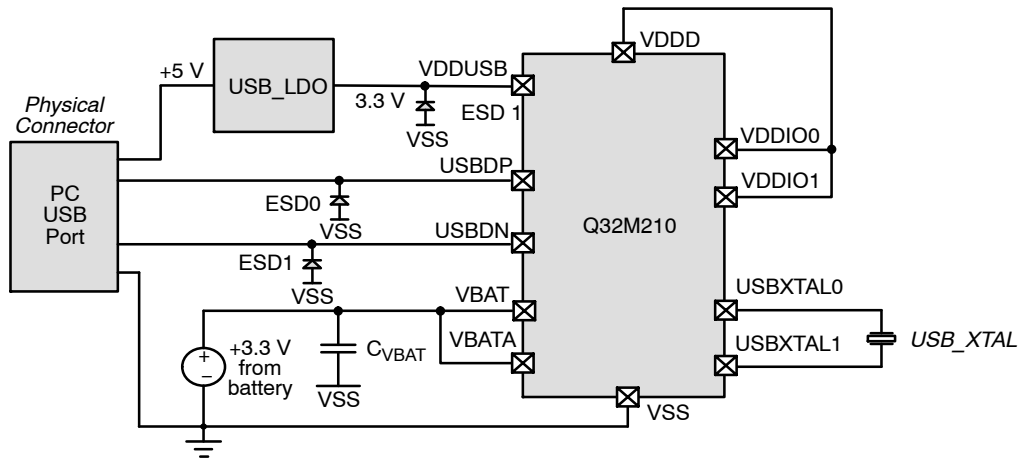 VDDD
+5 V
USB_LDO
VDDUSB
3.3 V
ESD 1
VSS
Physical
Connector
VDDIO0
USBDP
VDDIO1
PC
USB
Port
ESD0
VSS
Q32M210
USBDN
ESD1
VSS
VBAT
USBXTAL0
+3.3 V
from
battery
+
–
CVBAT
VBATA
USBXTAL1
USB_XTAL
VSS
VSS